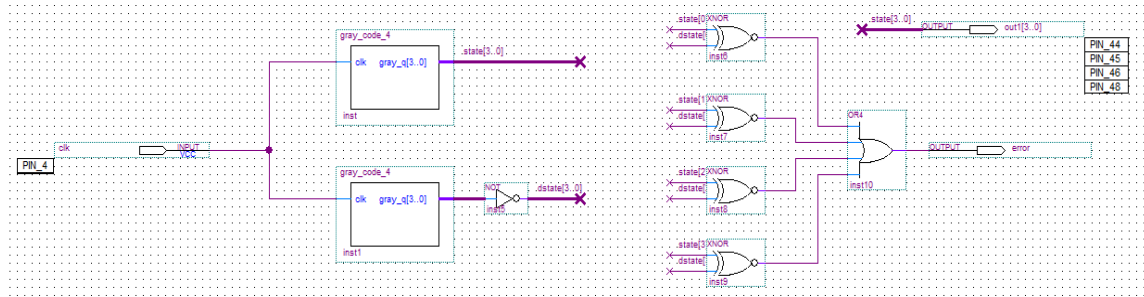 gray_code_4
clk gray_q[3..0]
inst
state[3..0]
clk INPUT
VCC
PIN_4
gray_code_4
clk gray_q[3..0]
inst1
NOT
inst5
dstate[3..0]
state[0 XNOR
dstate[
inst6
state[1 XNOR
dstate[
inst7
state[2 XNOR
dstate[
inst8
state[3 XNOR
dstate[
inst9
OR4
inst10
state[3..0]
OUTPUT out1[3..0]
PIN_44
PIN_45
PIN_46
PIN_48
OUTPUT error